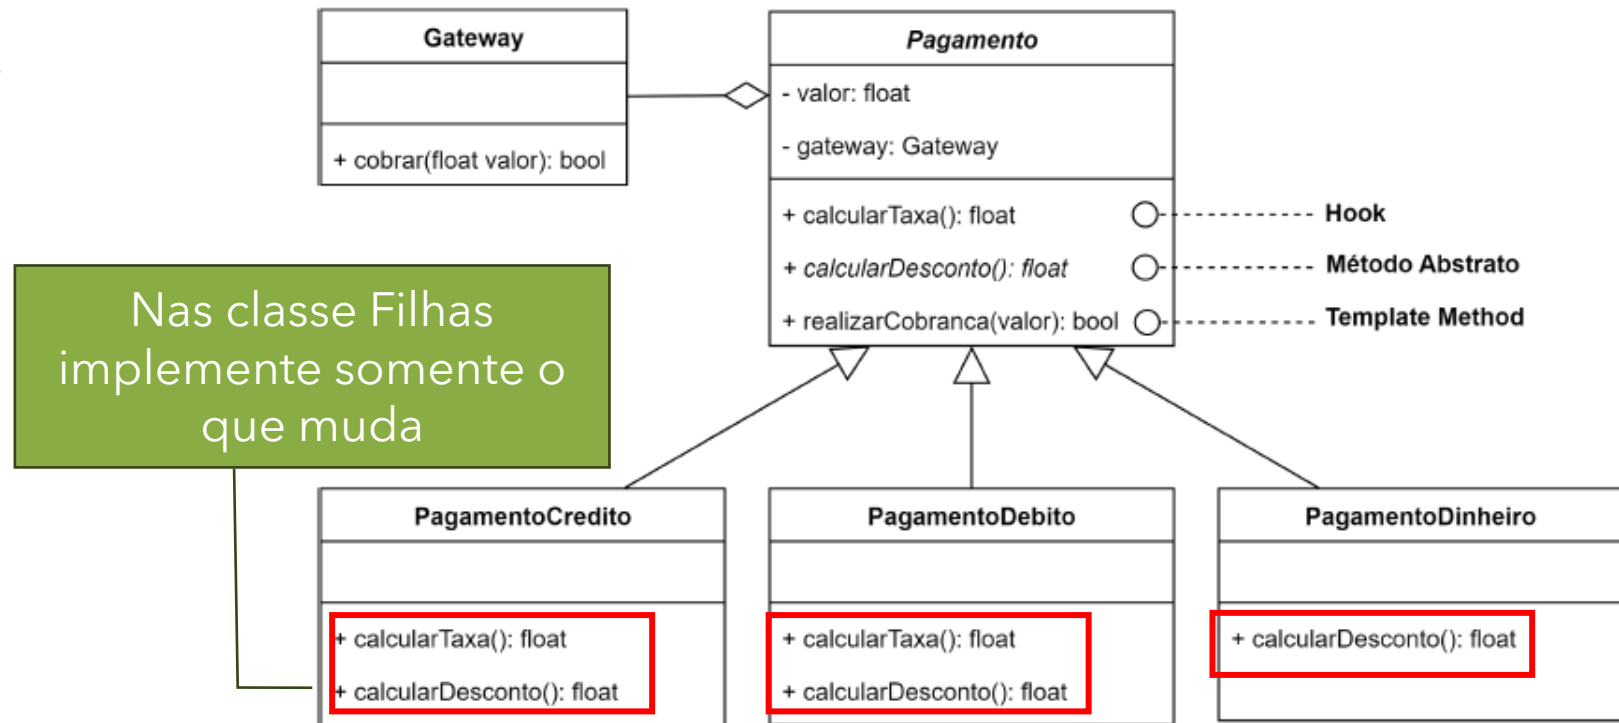 Gateway
+ cobrar(float valor): bool
Pagamento
- valor: float
- gateway: Gateway
+ calcularTaxa(): float
+ calcularDesconto(): float
+ realizarCobranca(valor): bool
Hook
Método Abstrato
Template Method
Nas classe Filhas
implemente somente o
que muda
PagamentoCredito
+ calcularTaxa(): float
+ calcularDesconto(): float
PagamentoDebito
+ calcularTaxa(): float
+ calcularDesconto(): float
PagamentoDinheiro
+ calcularDesconto(): float